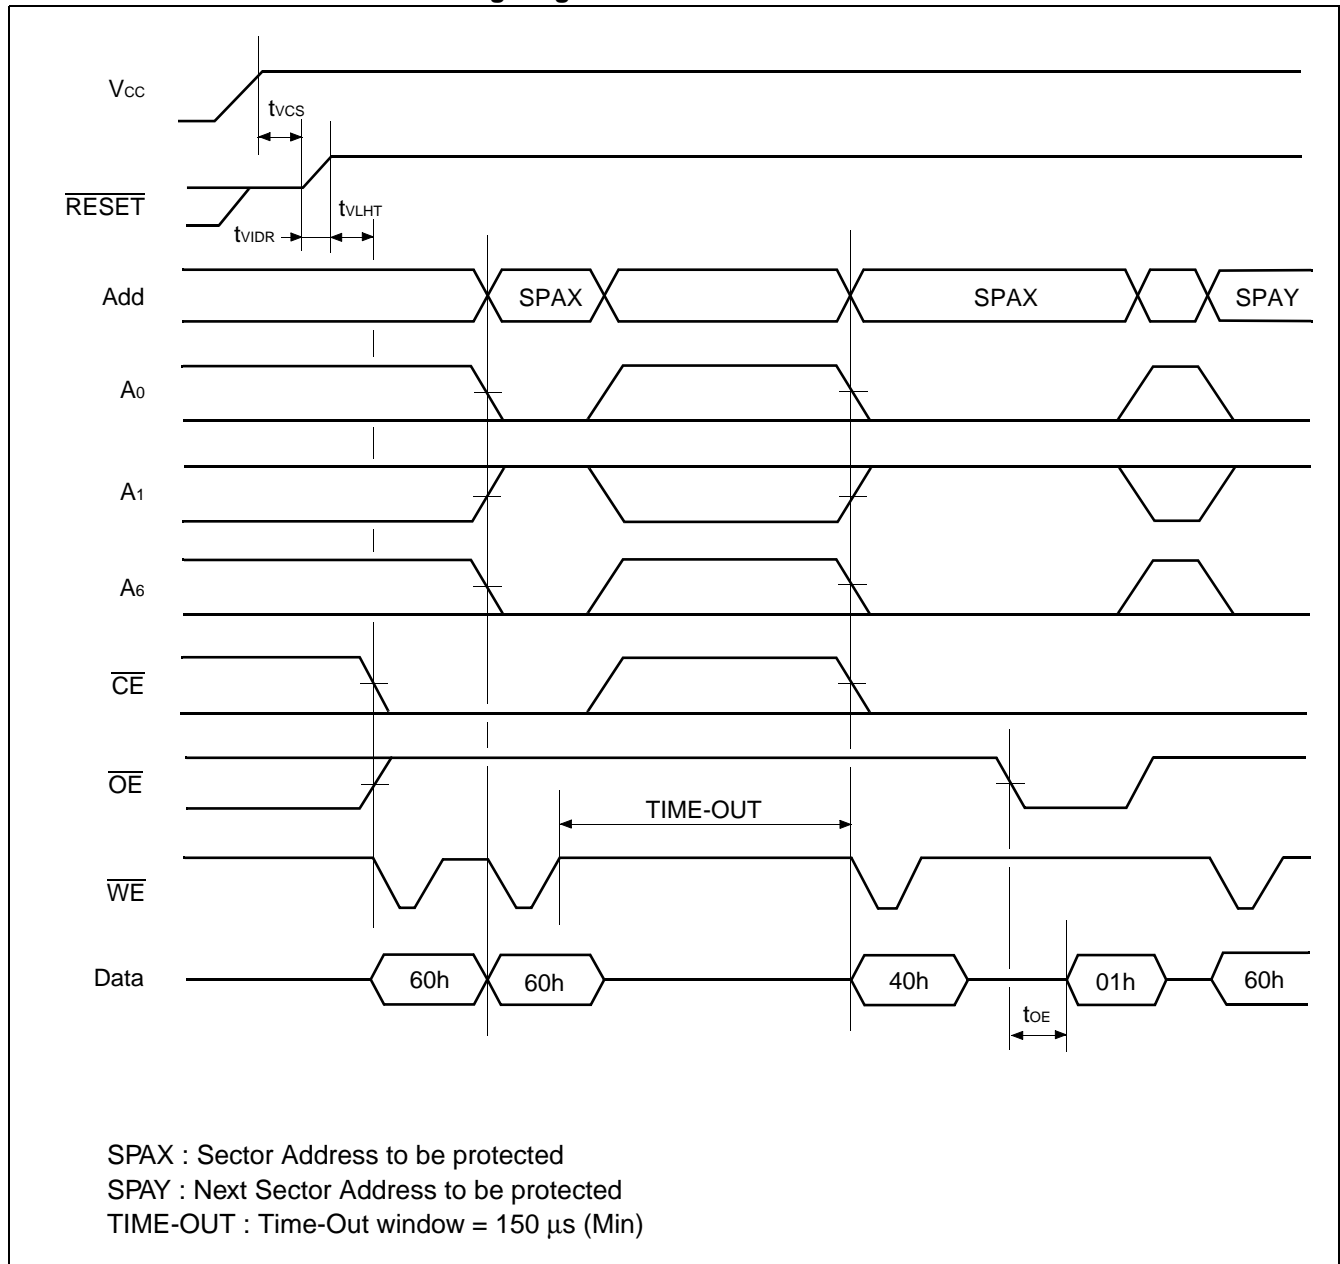 Vcc
tVCS
RESET
tVLHT
tVIDR
Add
SPAX
SPAX
SPAY
A0
A1
A6
CE
OE
TIME-OUT
WE
Data
60h
60h
40h
01h
60h
tOE
SPAX : Sector Address to be protected
SPAY : Next Sector Address to be protected
TIME-OUT : Time-Out window = 150 μs (Min)